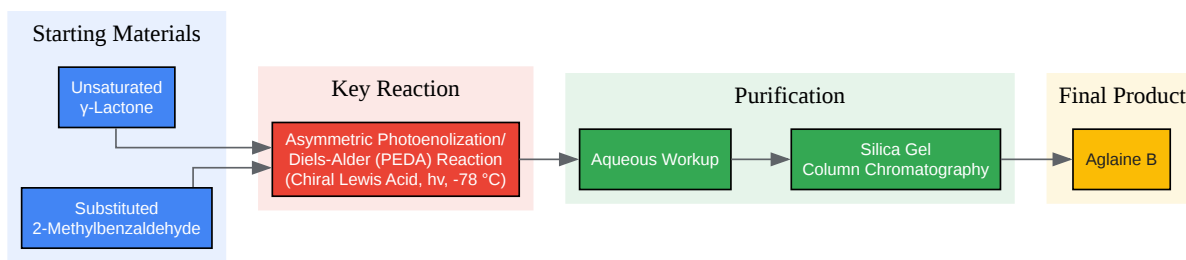 Starting Materials
Unsaturated
γ-Lactone
Substituted
2-Methylbenzaldehyde
Key Reaction
Asymmetric Photoenolization/
Diels-Alder (PEDA) Reaction
(Chiral Lewis Acid, hv, -78 °C)
Purification
Aqueous Workup
Silica Gel
Column Chromatography
Final Product
Aglaine B